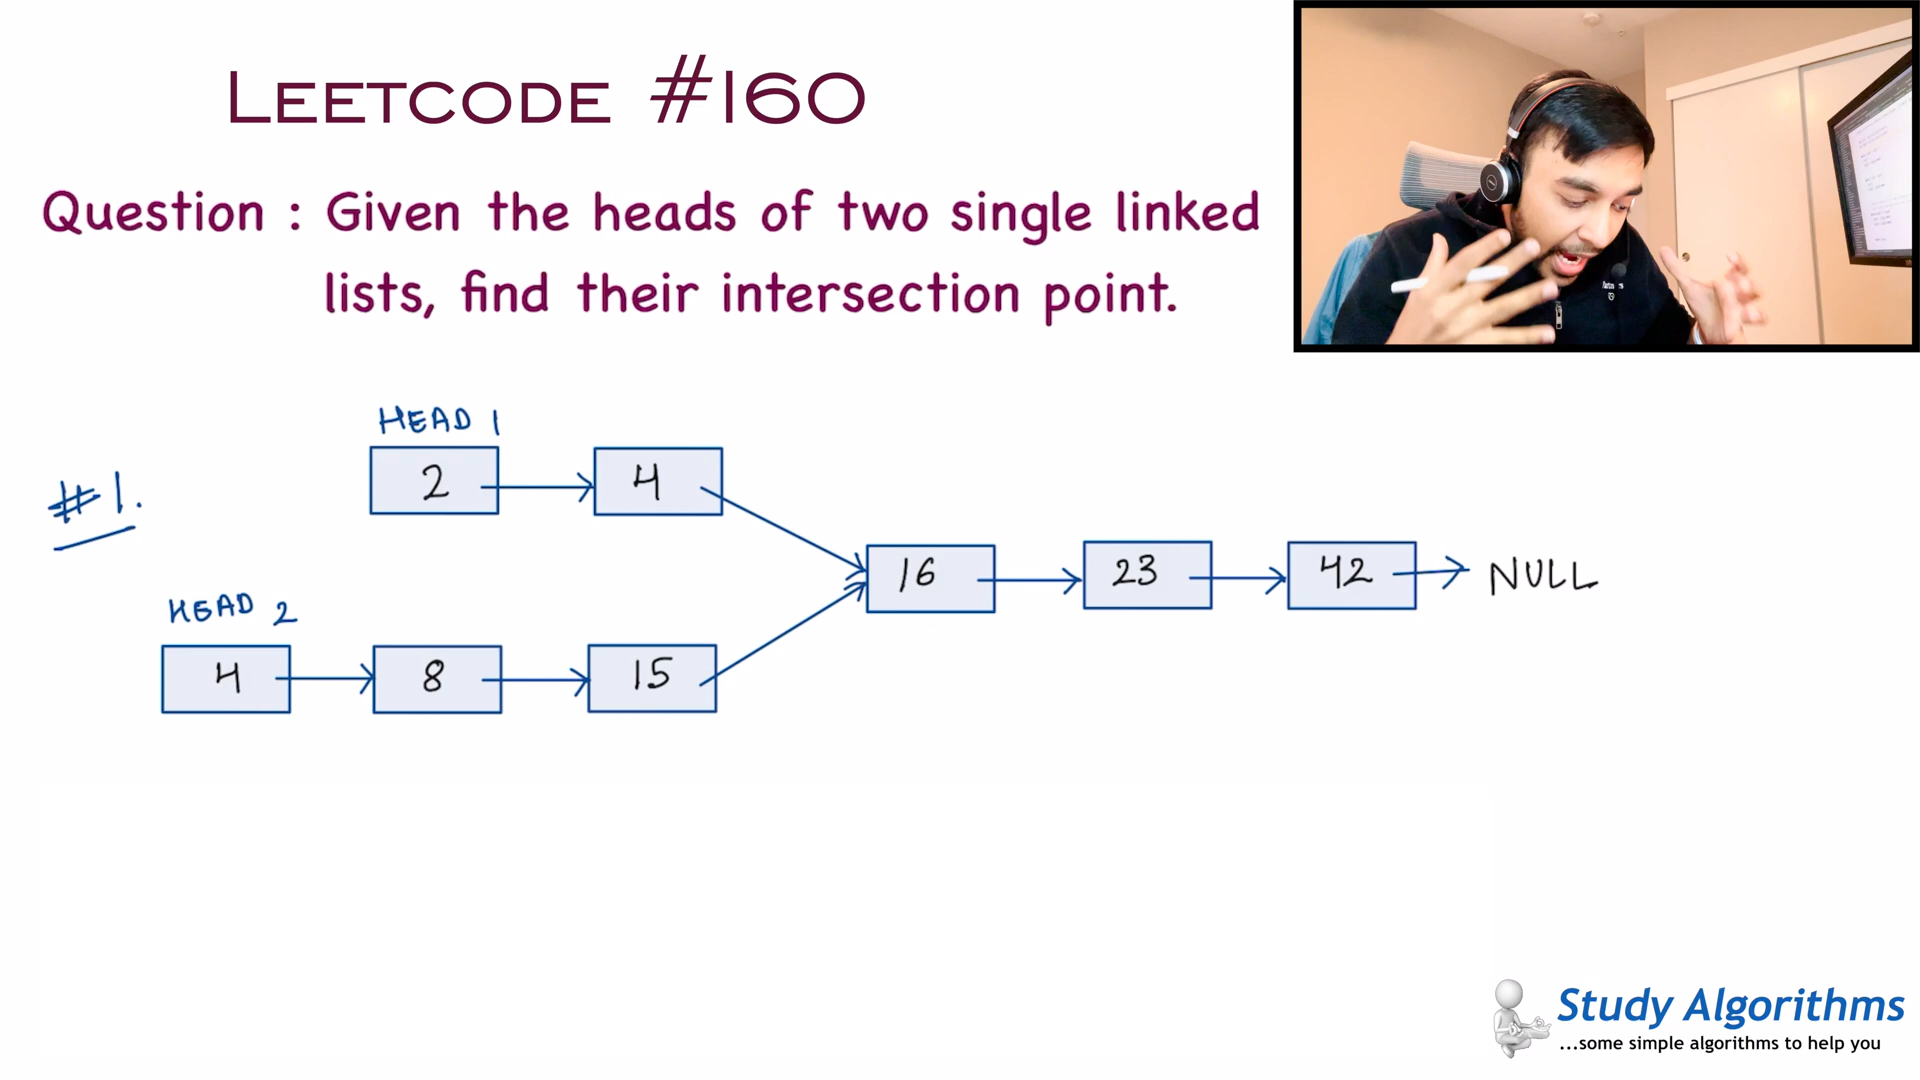 LEETCODE #160
Question : Given the heads of two single linked
lists, find their intersection point.
HEAD 1
2
4
#1.
16
23
42
NULL
HEAD 2
4
8
15
Study Algorithms
...some simple algorithms to help you